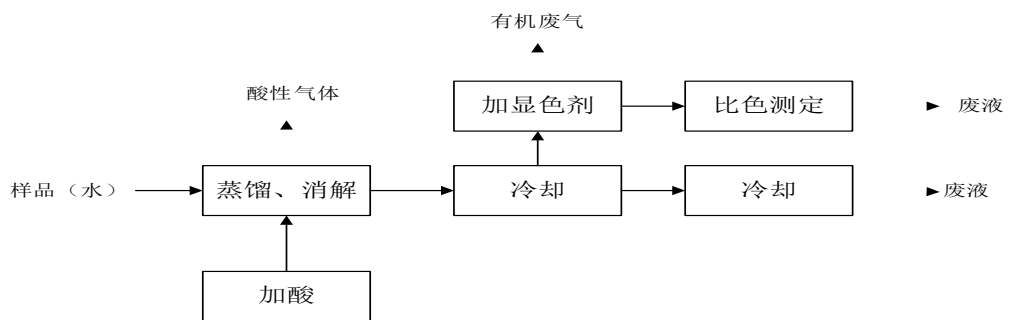 有机废气
酸性气体
加显色剂
比色测定
废液
样品（水）
蒸馏、消解
冷却
冷却
废液
加酸